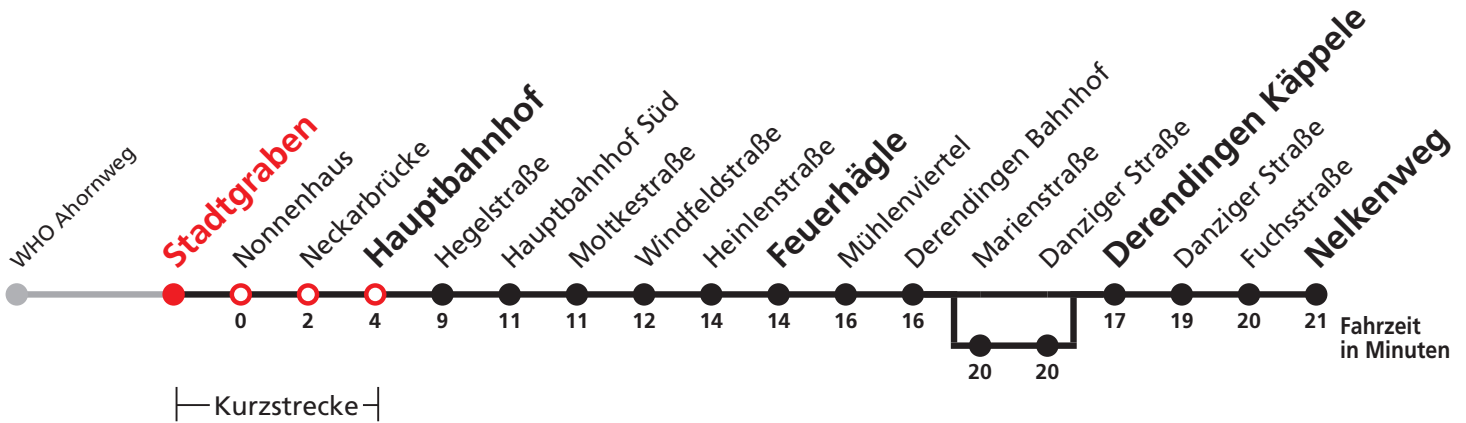 WHO Ahornweg
Stadtgraben
Nonnenhaus
Neckarbrücke
Hauptbahnhof
Hegelstraße
Hauptbahnhof Süd
Moltkestraße
Windfeldstraße
Heinlenstraße
Feuerhägle
Mühlenviertel
Derendingen Bahnhof
Marienstraße
Danziger Straße
Derendingen Käppele
Danziger Straße
Fuchsstraße
Nelkenweg
0 2 4 9 11 11 12 14 14 16 16 17 19 20 21
Fahrzeit
in Minuten
20 20
Kurzstrecke